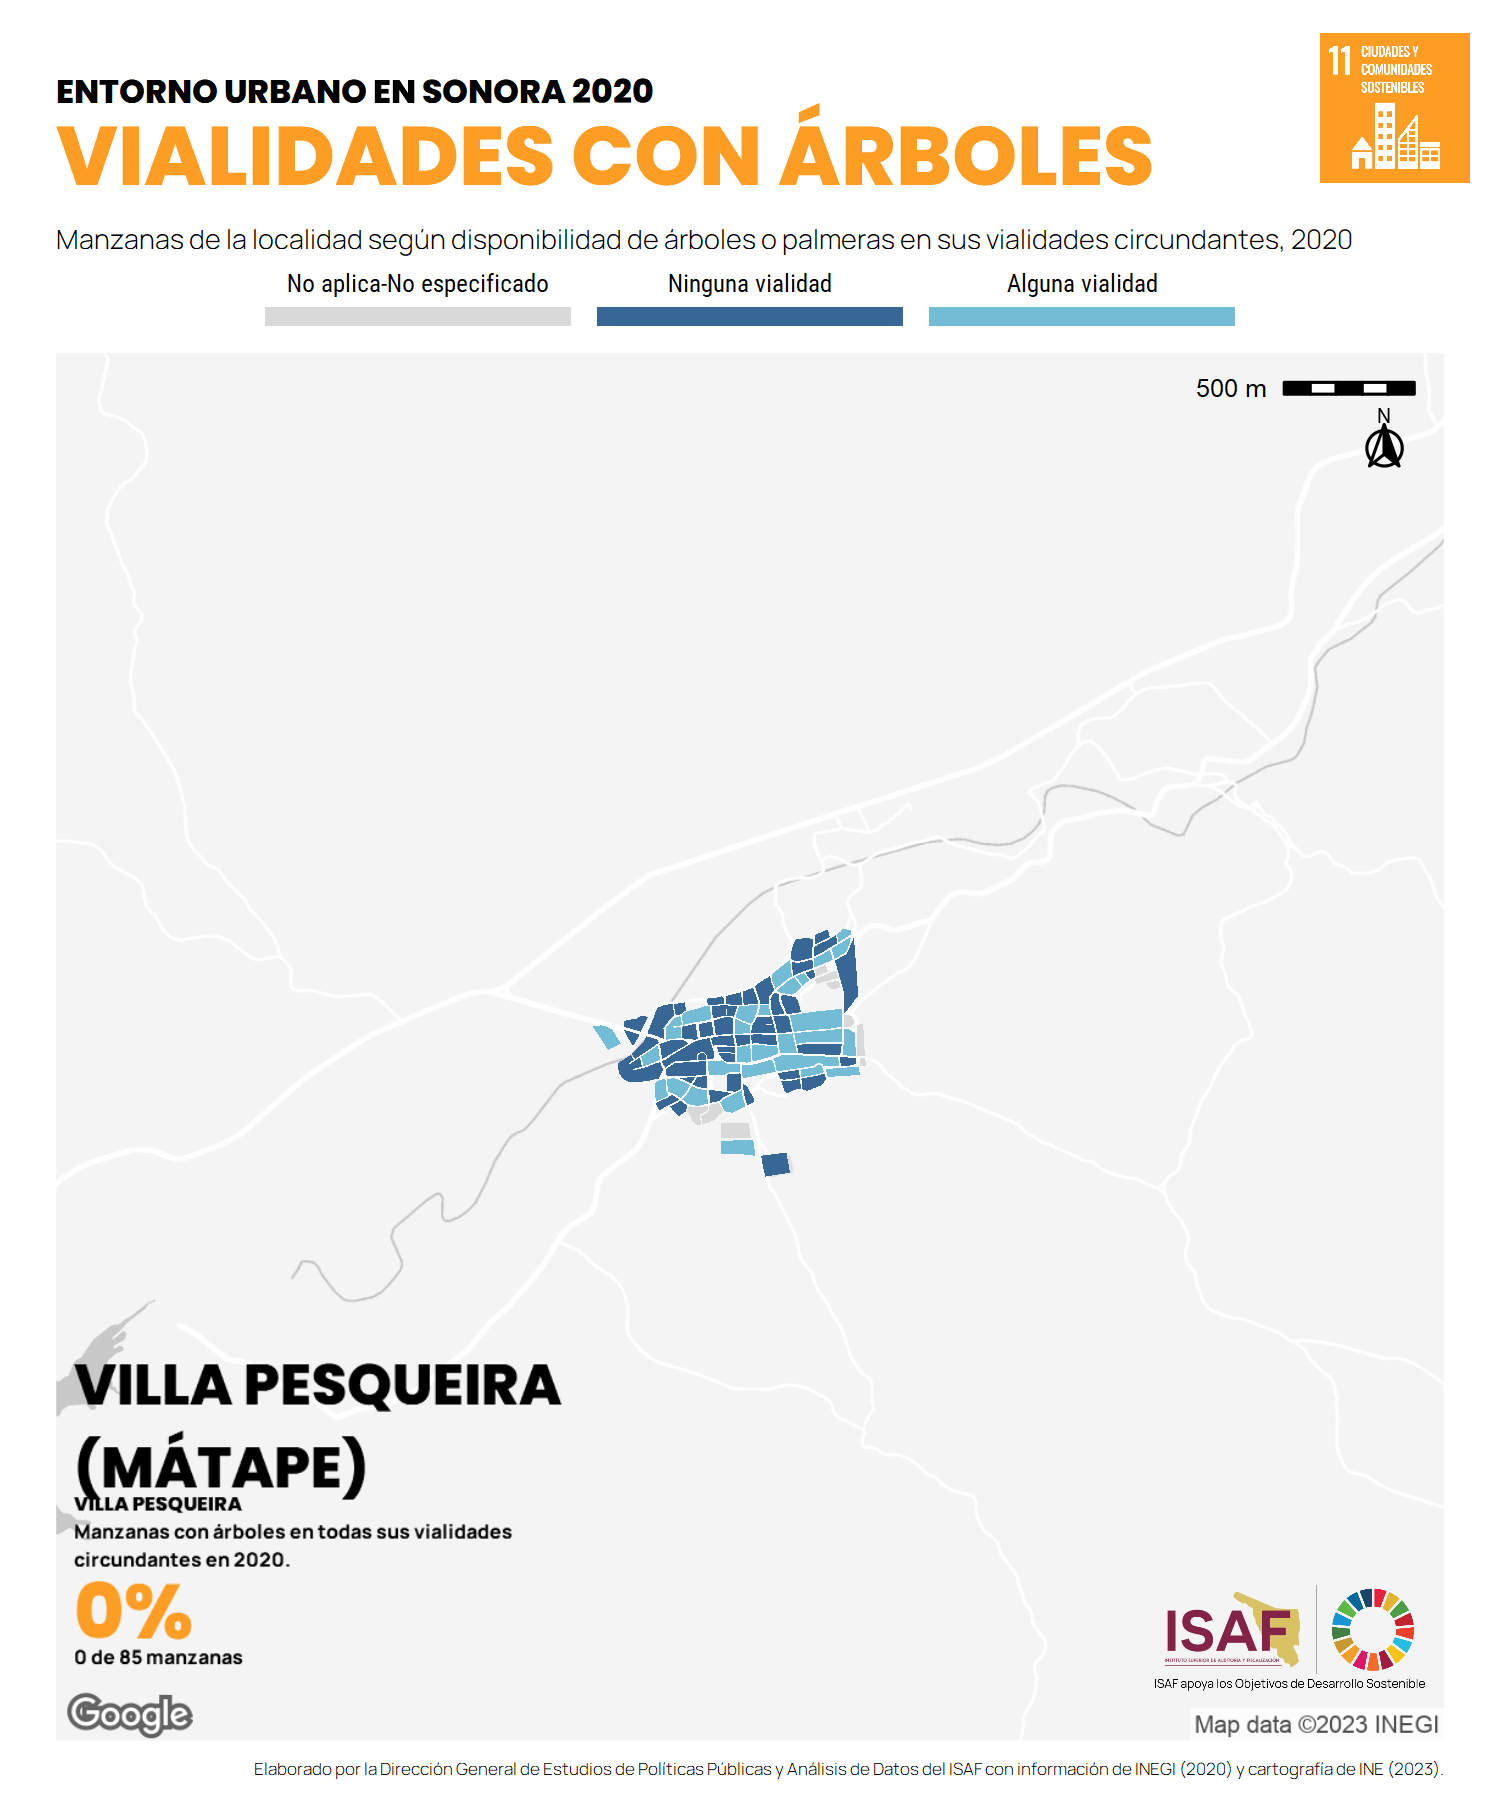 11 CIUDADES Y
COMUNIDADES
SOSTENIBLES
ENTORNO URBANO EN SONORA 2020
VIALIDADES CON ÁRBOLES
Manzanas de la localidad según disponibilidad de árboles o palmeras en sus vialidades circundantes, 2020
No aplica-No especificado
Ninguna vialidad
Alguna vialidad
500 m
N
VILLA PESQUEIRA
(MÁTAPE)
VILLA PESQUEIRA
Manzanas con árboles en todas sus vialidades
circundantes en 2020.
0%
0 de 85 manzanas
Google
ISAF
INSTITUTO SUPERIOR DE AUDITORÍA Y FISCALIZACIÓN
ISAF apoya los Objetivos de Desarrollo Sostenible
Map data ©2023 INEGI
Elaborado por la Dirección General de Estudios de Políticas Públicas y Análisis de Datos del ISAF con información de INEGI (2020) y cartografía de INE (2023).